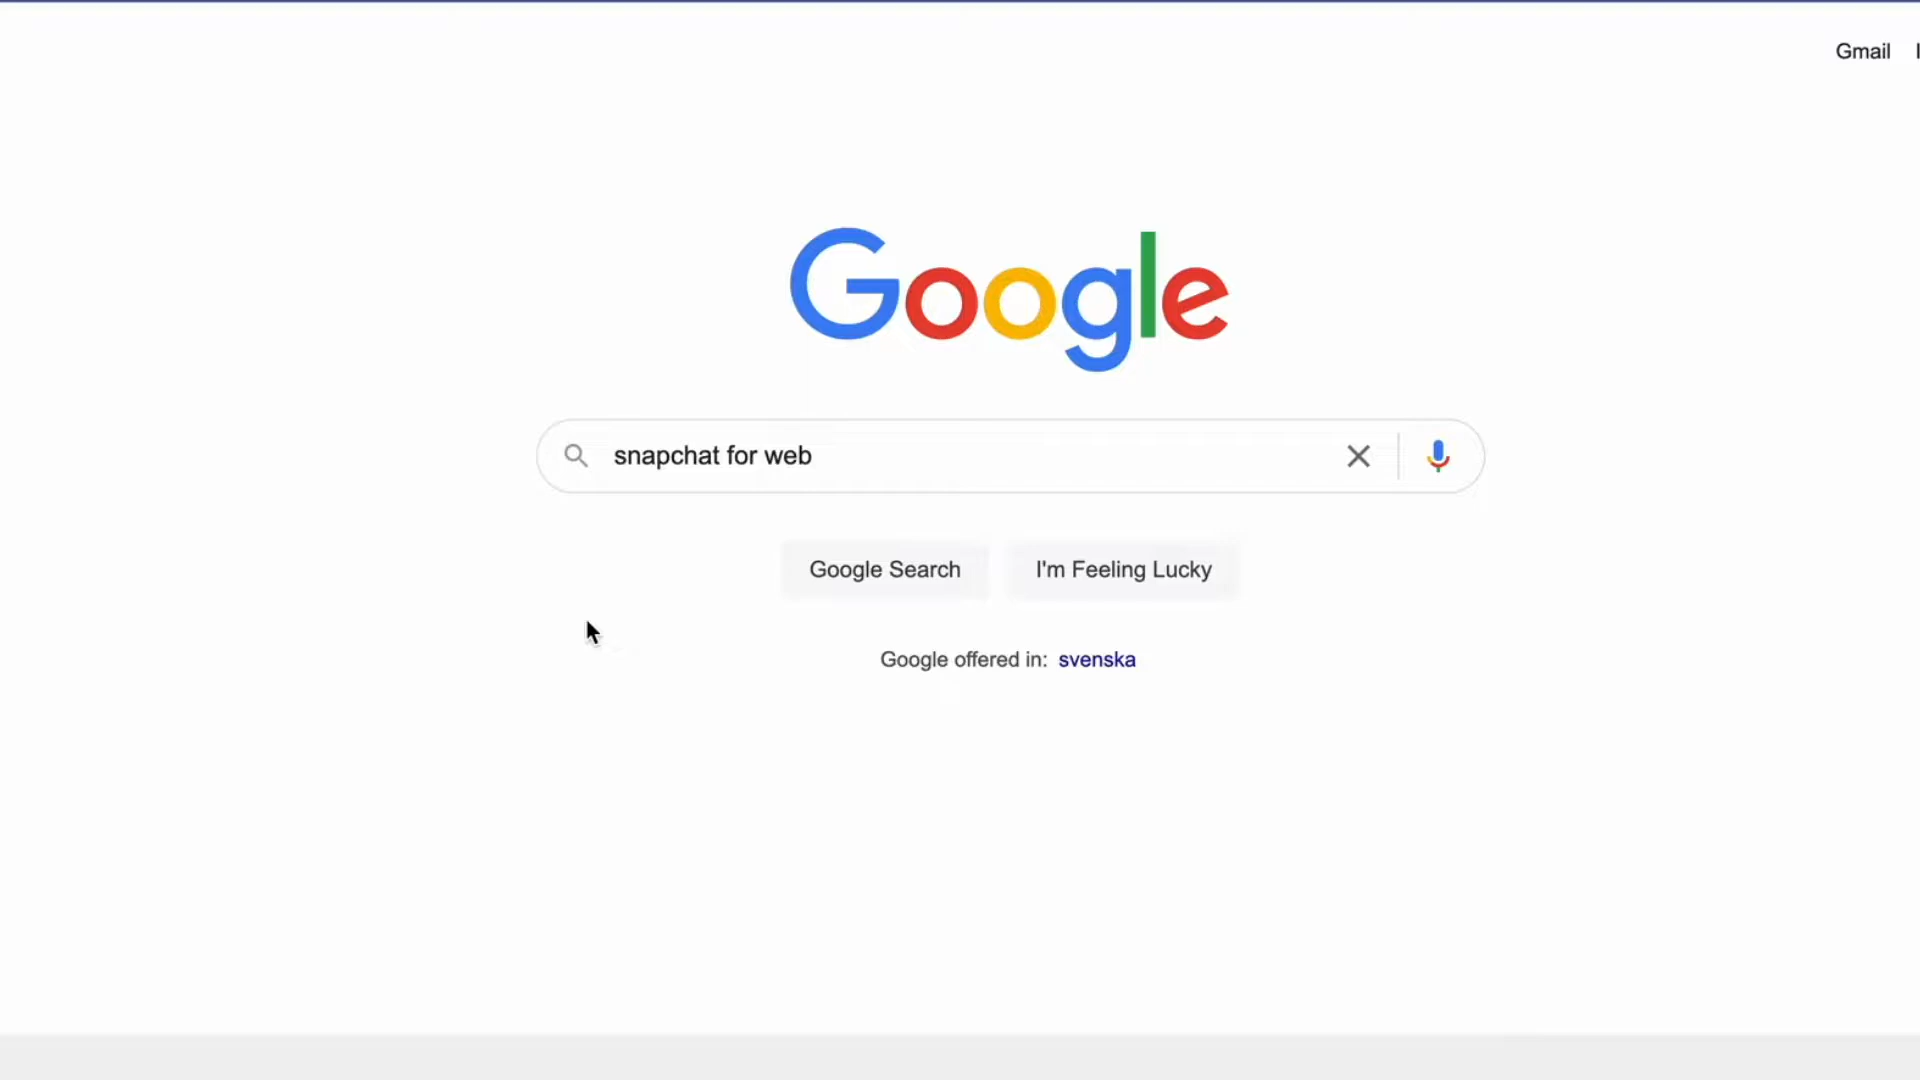 Gmail
Google
snapchat for web
Google Search
I'm Feeling Lucky
Google offered in: svenska